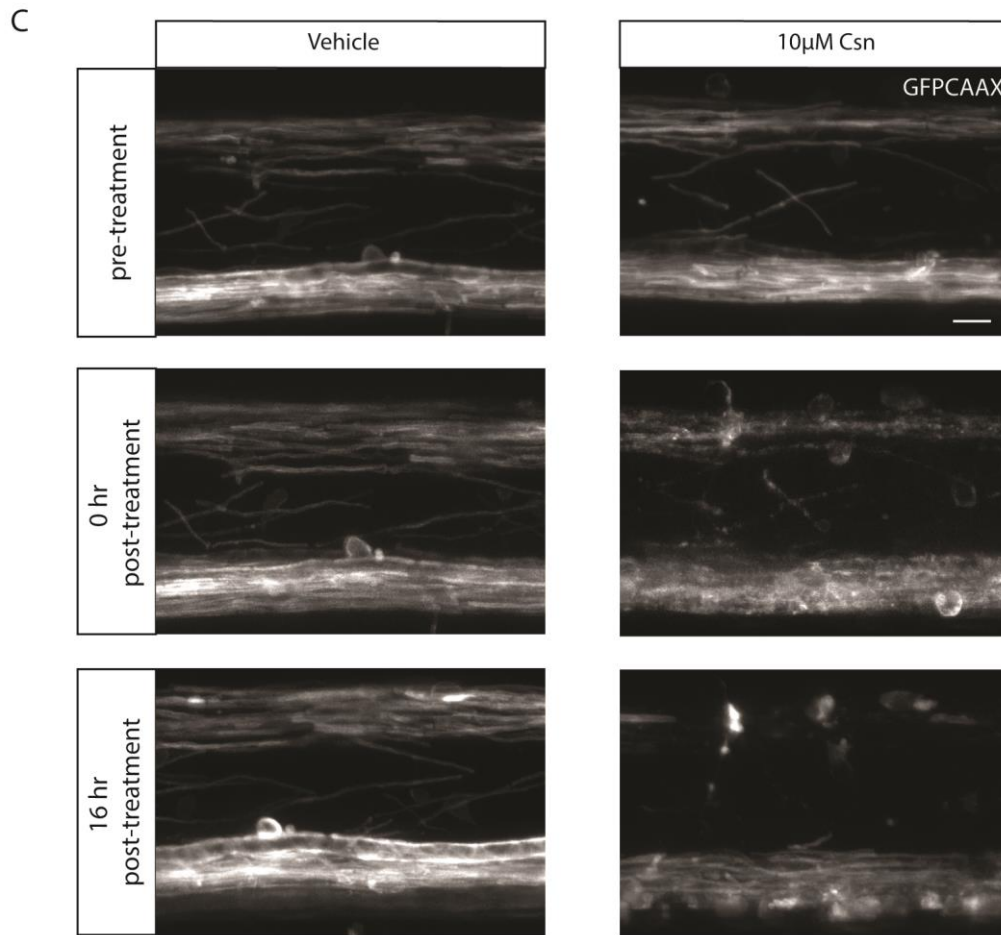 C
Vehicle
10µM Csn
pre-treatment
GFPCAAX
0 hr
post-treatment
16 hr
post-treatment